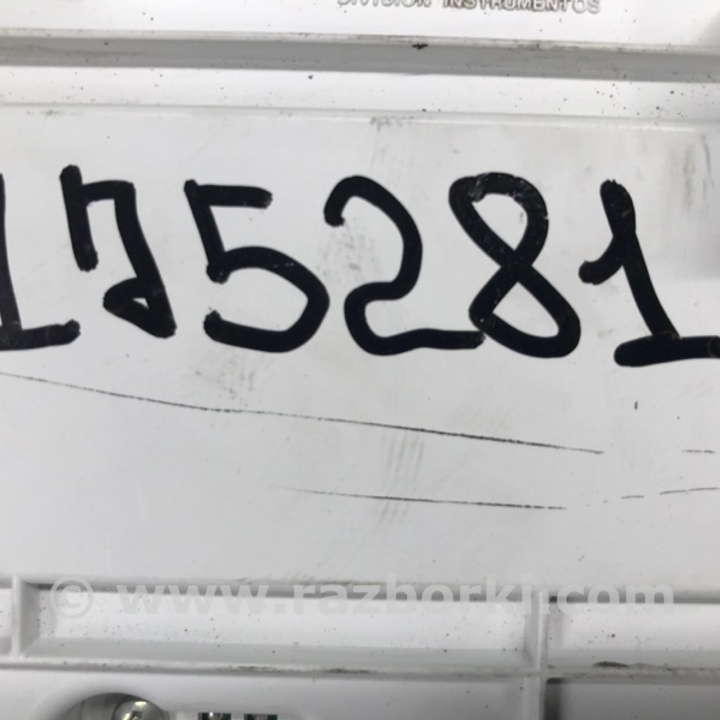 DIVISION INSTRUMENTOS
175281
© www.razborki.com